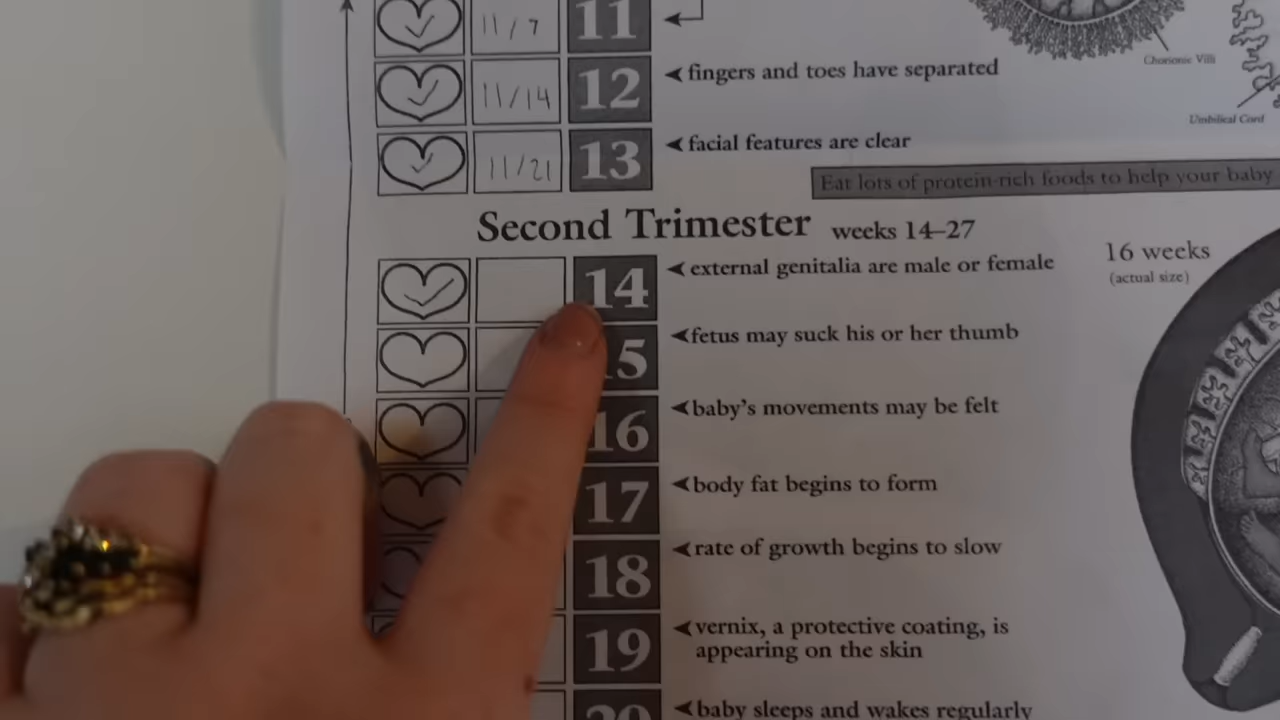 11/7 11
12 11/14 fingers and toes have separated
13 11/21 facial features are clear
Chorionic Villi
Umbilical Cord
Eat lots of protein-rich foods to help your baby
Second Trimester weeks 14–27
14 external genitalia are male or female
16 weeks
(actual size)
15 fetus may suck his or her thumb
16 baby's movements may be felt
17 body fat begins to form
18 rate of growth begins to slow
19 vernix, a protective coating, is
appearing on the skin
20 baby sleeps and wakes regularly